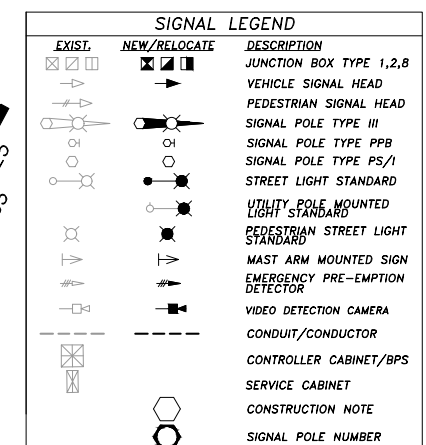 SIGNAL LEGEND
EXIST. NEW/RELOCATE DESCRIPTION
JUNCTION BOX TYPE 1,2,8
VEHICLE SIGNAL HEAD
PEDESTRIAN SIGNAL HEAD
SIGNAL POLE TYPE III
SIGNAL POLE TYPE PPB
SIGNAL POLE TYPE PS/I
STREET LIGHT STANDARD
UTILITY POLE MOUNTED
LIGHT STANDARD
PEDESTRIAN STREET LIGHT
STANDARD
MAST ARM MOUNTED SIGN
EMERGENCY PRE-EMPTION
DETECTOR
VIDEO DETECTION CAMERA
CONDUIT/CONDUCTOR
CONTROLLER CABINET/BPS
SERVICE CABINET
CONSTRUCTION NOTE
SIGNAL POLE NUMBER